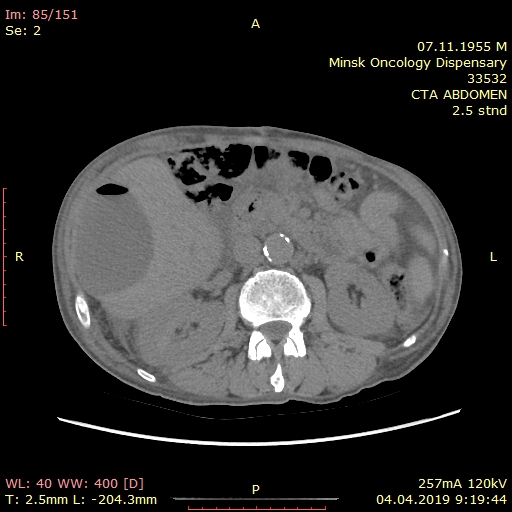 Im: 85/151
Se: 2
A
07.11.1955 M
Minsk Oncology Dispensary
33532
CTA ABDOMEN
2.5 stnd
R
L
WL: 40 WW: 400 [D]
T: 2.5mm L: -204.3mm
P
257mA 120kV
04.04.2019 9:19:44